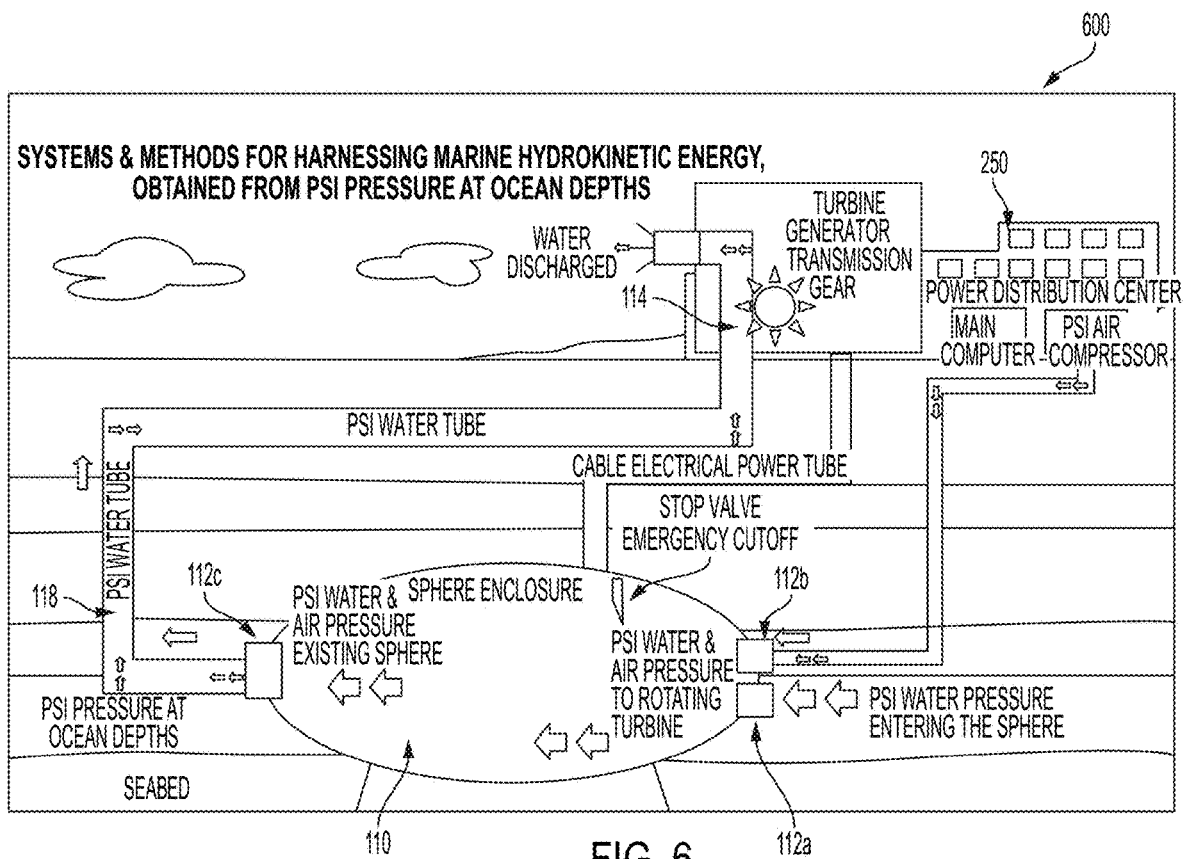 600
SYSTEMS & METHODS FOR HARNESSING MARINE HYDROKINETIC ENERGY,
OBTAINED FROM PSI PRESSURE AT OCEAN DEPTHS
250
WATER
DISCHARGED
TURBINE
GENERATOR
TRANSMISSION
GEAR
114
POWER DISTRIBUTION CENTER
MAIN
COMPUTER
PSI AIR
COMPRESSOR
PSI WATER TUBE
PSI WATER TUBE
CABLE ELECTRICAL POWER TUBE
STOP VALVE
EMERGENCY CUTOFF
118
112c
SPHERE ENCLOSURE
112b
PSI WATER &
AIR PRESSURE
EXISTING SPHERE
PSI WATER &
AIR PRESSURE
TO ROTATING
TURBINE
PSI WATER PRESSURE
ENTERING THE SPHERE
PSI PRESSURE AT
OCEAN DEPTHS
SEABED
110
112a
FIG. 6